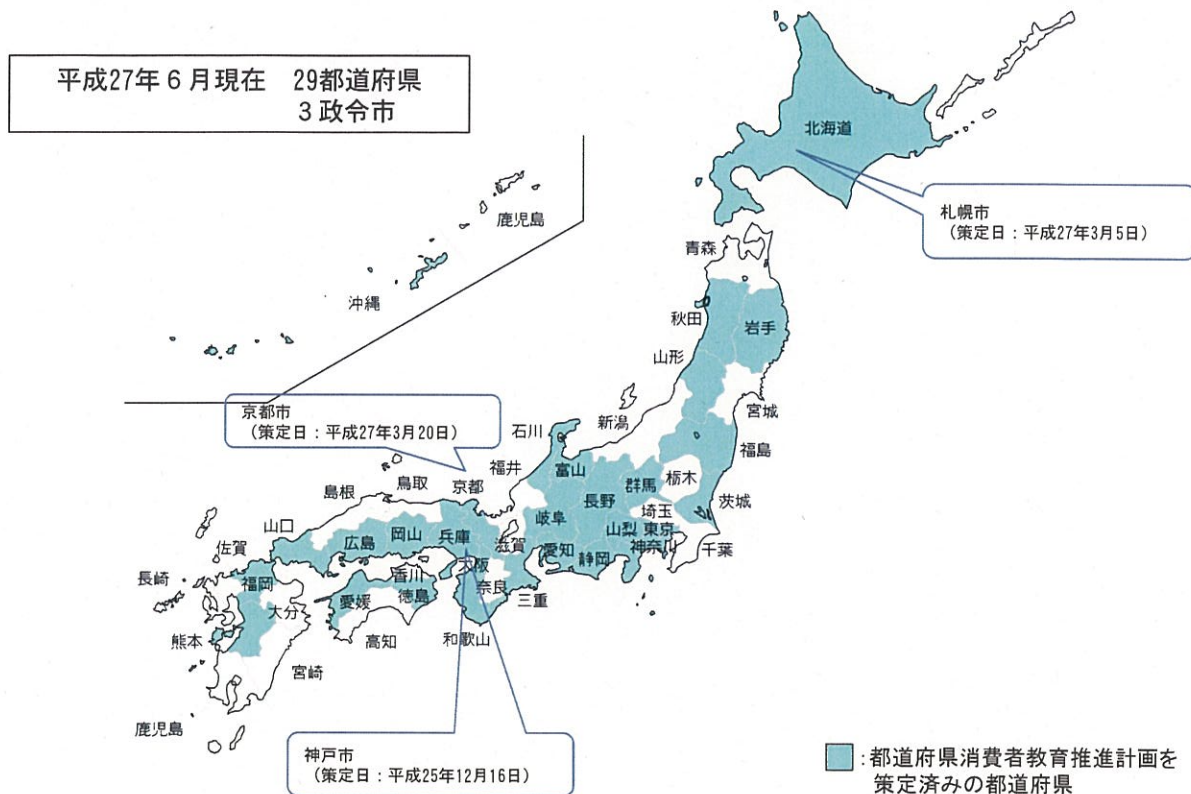 平成27年6月現在 29都道府県
3政令市
北海道
札幌市
(策定日:平成27年3月5日)
鹿児島
沖縄
青森
秋田
岩手
山形
宮城
新潟
福島
京都市
(策定日:平成27年3月20日)
石川
富山
福井
長野
群馬
栃木
茨城
埼玉
島根
鳥取
京都
岐阜
山梨
東京
神奈川
千葉
山口
広島
岡山
兵庫
滋賀
愛知
静岡
佐賀
福岡
大阪
奈良
三重
香川
徳島
愛媛
高知
和歌山
長崎
大分
熊本
宮崎
鹿児島
神戸市
(策定日:平成25年12月16日)
:都道府県消費者教育推進計画を
策定済みの都道府県